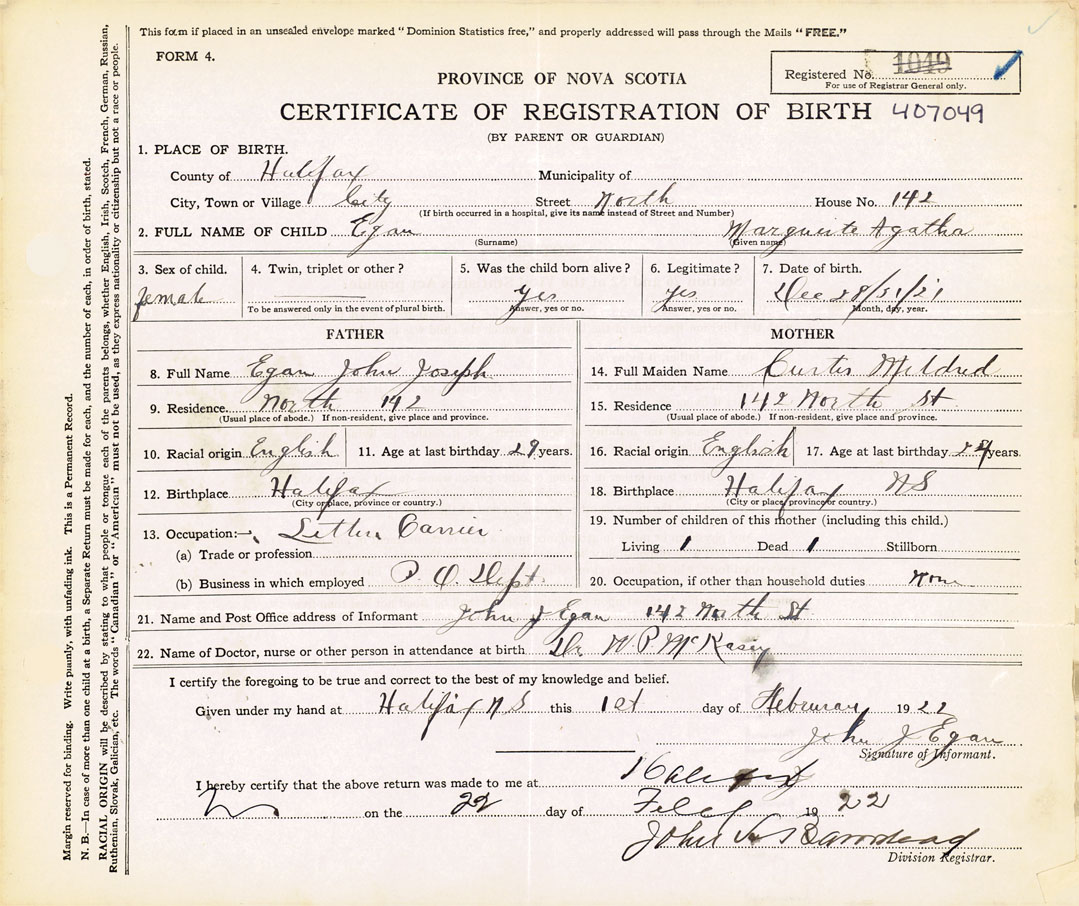 This form if placed in an unsealed envelope marked "Dominion Statistics free," and properly addressed will pass through the Mails "FREE."
FORM 4.
Registered No. 1049
For use of Registrar General only.
PROVINCE OF NOVA SCOTIA
CERTIFICATE OF REGISTRATION OF BIRTH 407049
(BY PARENT OR GUARDIAN)
1. PLACE OF BIRTH.
County of Halifax Municipality of
City, Town or Village City Street North House No. 142
(If birth occurred in a hospital, give its name instead of Street and Number)
2. FULL NAME OF CHILD Egan Marguerite Agatha
(Surname) (Given name)
3. Sex of child. 4. Twin, triplet or other? 5. Was the child born alive? 6. Legitimate? 7. Date of birth.
female yes yes Dec
To be answered only in the event of plural birth. Answer, yes or no. Answer, yes or no. Month, day, year.
FATHER MOTHER
8. Full Name Egan John Joseph 14. Full Maiden Name Curtis Mildred
9. Residence North 142 15. Residence 142 North St
(Usual place of abode.) If non-resident, give place and province. (Usual place of abode.) If non-resident, give place and province.
10. Racial origin English 11. Age at last birthday 29 years. 16. Racial origin English 17. Age at last birthday years.
12. Birthplace Halifax 18. Birthplace Halifax NS
(City or place, province or country.) (City or place, province or country.)
13. Occupation:— Letter Carrier 19. Number of children of this mother (including this child.)
(a) Trade or profession Living 1 Dead 1 Stillborn
(b) Business in which employed P. O. Dept. 20. Occupation, if other than household duties None
21. Name and Post Office address of Informant John J Egan 142 North St
22. Name of Doctor, nurse or other person in attendance at birth Dr W. P. McKasey
I certify the foregoing to be true and correct to the best of my knowledge and belief.
Given under my hand at Halifax N S this 1st day of February 1922
John J Egan
Signature of Informant.
I hereby certify that the above return was made to me at Halifax
NS on the 22 day of Feb 1922
John A Barnstead
Division Registrar.
Margin reserved for binding. Write plainly, with unfading ink. This is a Permanent Record.
N. B.—In case of more than one child at a birth, a Separate Return must be made for each, and the number of each, in order of birth, stated.
RACIAL ORIGIN will be described by stating to what people or tongue each of the parents belongs, whether English, Irish, Scotch, French, German, Russian,
Ruthenian, Slovak, Galician, etc. The words "Canadian" or "American" must not be used, as they express nationality or citizenship but not a race or people.